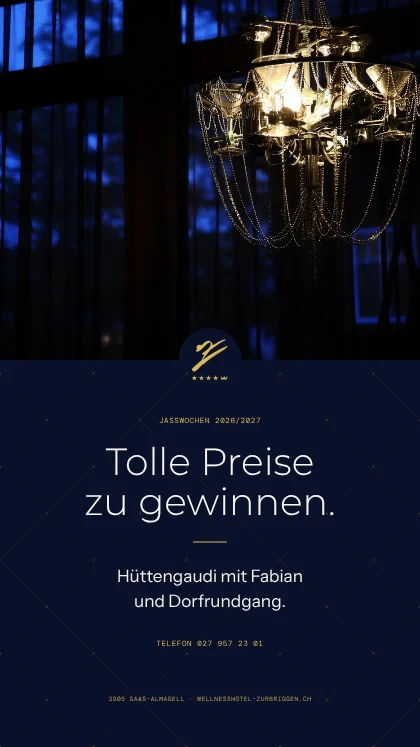 JASSWOCHEN 2026/2027
Tolle Preise
zu gewinnen.
Hüttengaudi mit Fabian
und Dorfrundgang.
TELEFON 027 957 23 01
3905 SAAS-ALMAGELL · WELLNESSHOTEL-ZURBRIGGEN.CH